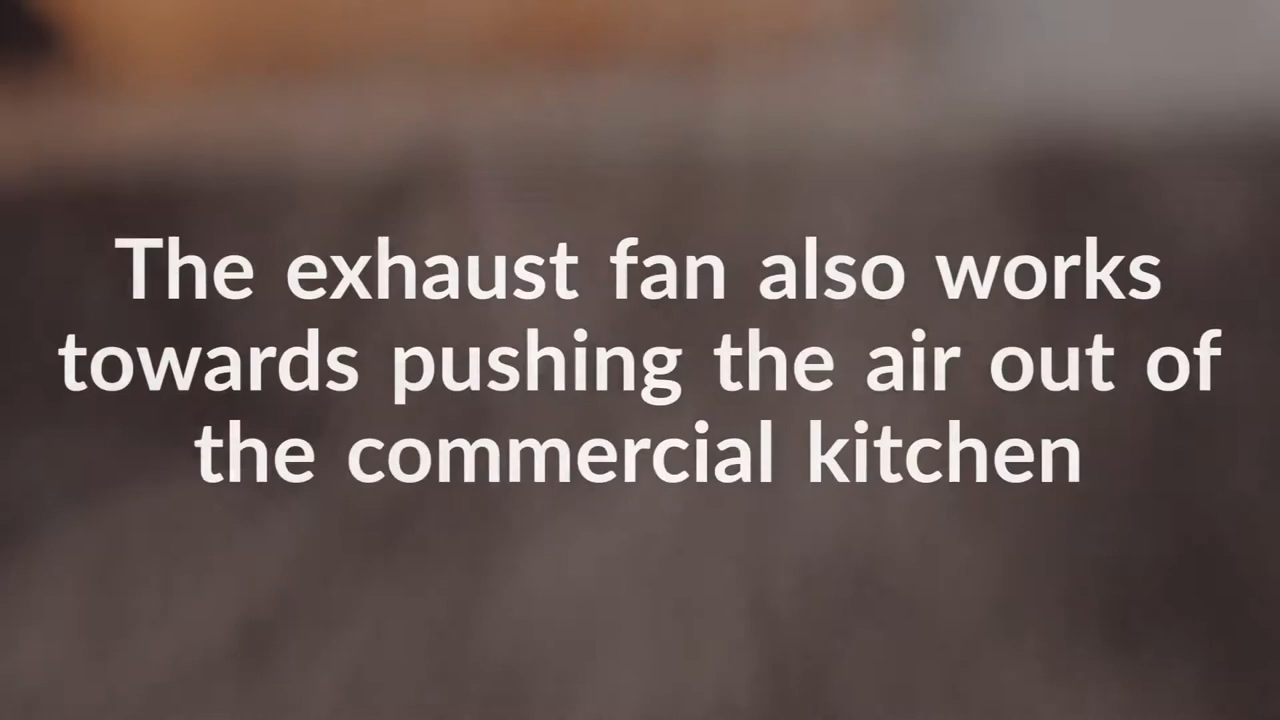 The exhaust fan also works
towards pushing the air out of
the commercial kitchen